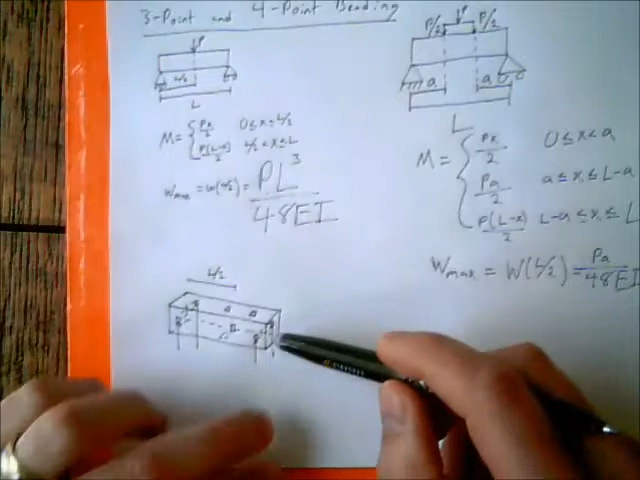 3-Point and 4-Point Bending
P
L/2
L
M = { Px/2 0≤x≤L/2
P(L-x)/2 L/2<x≤L
Wmax = W(L/2) = PL³/48EI
P
P/2 P/2
a a
L
M = { Px/2 0≤x<a
Pa/2 a≤x≤L-a
P(L-x)/2 L-a≤x≤L
Wmax = W(L/2) = Pa/48EI
L/2